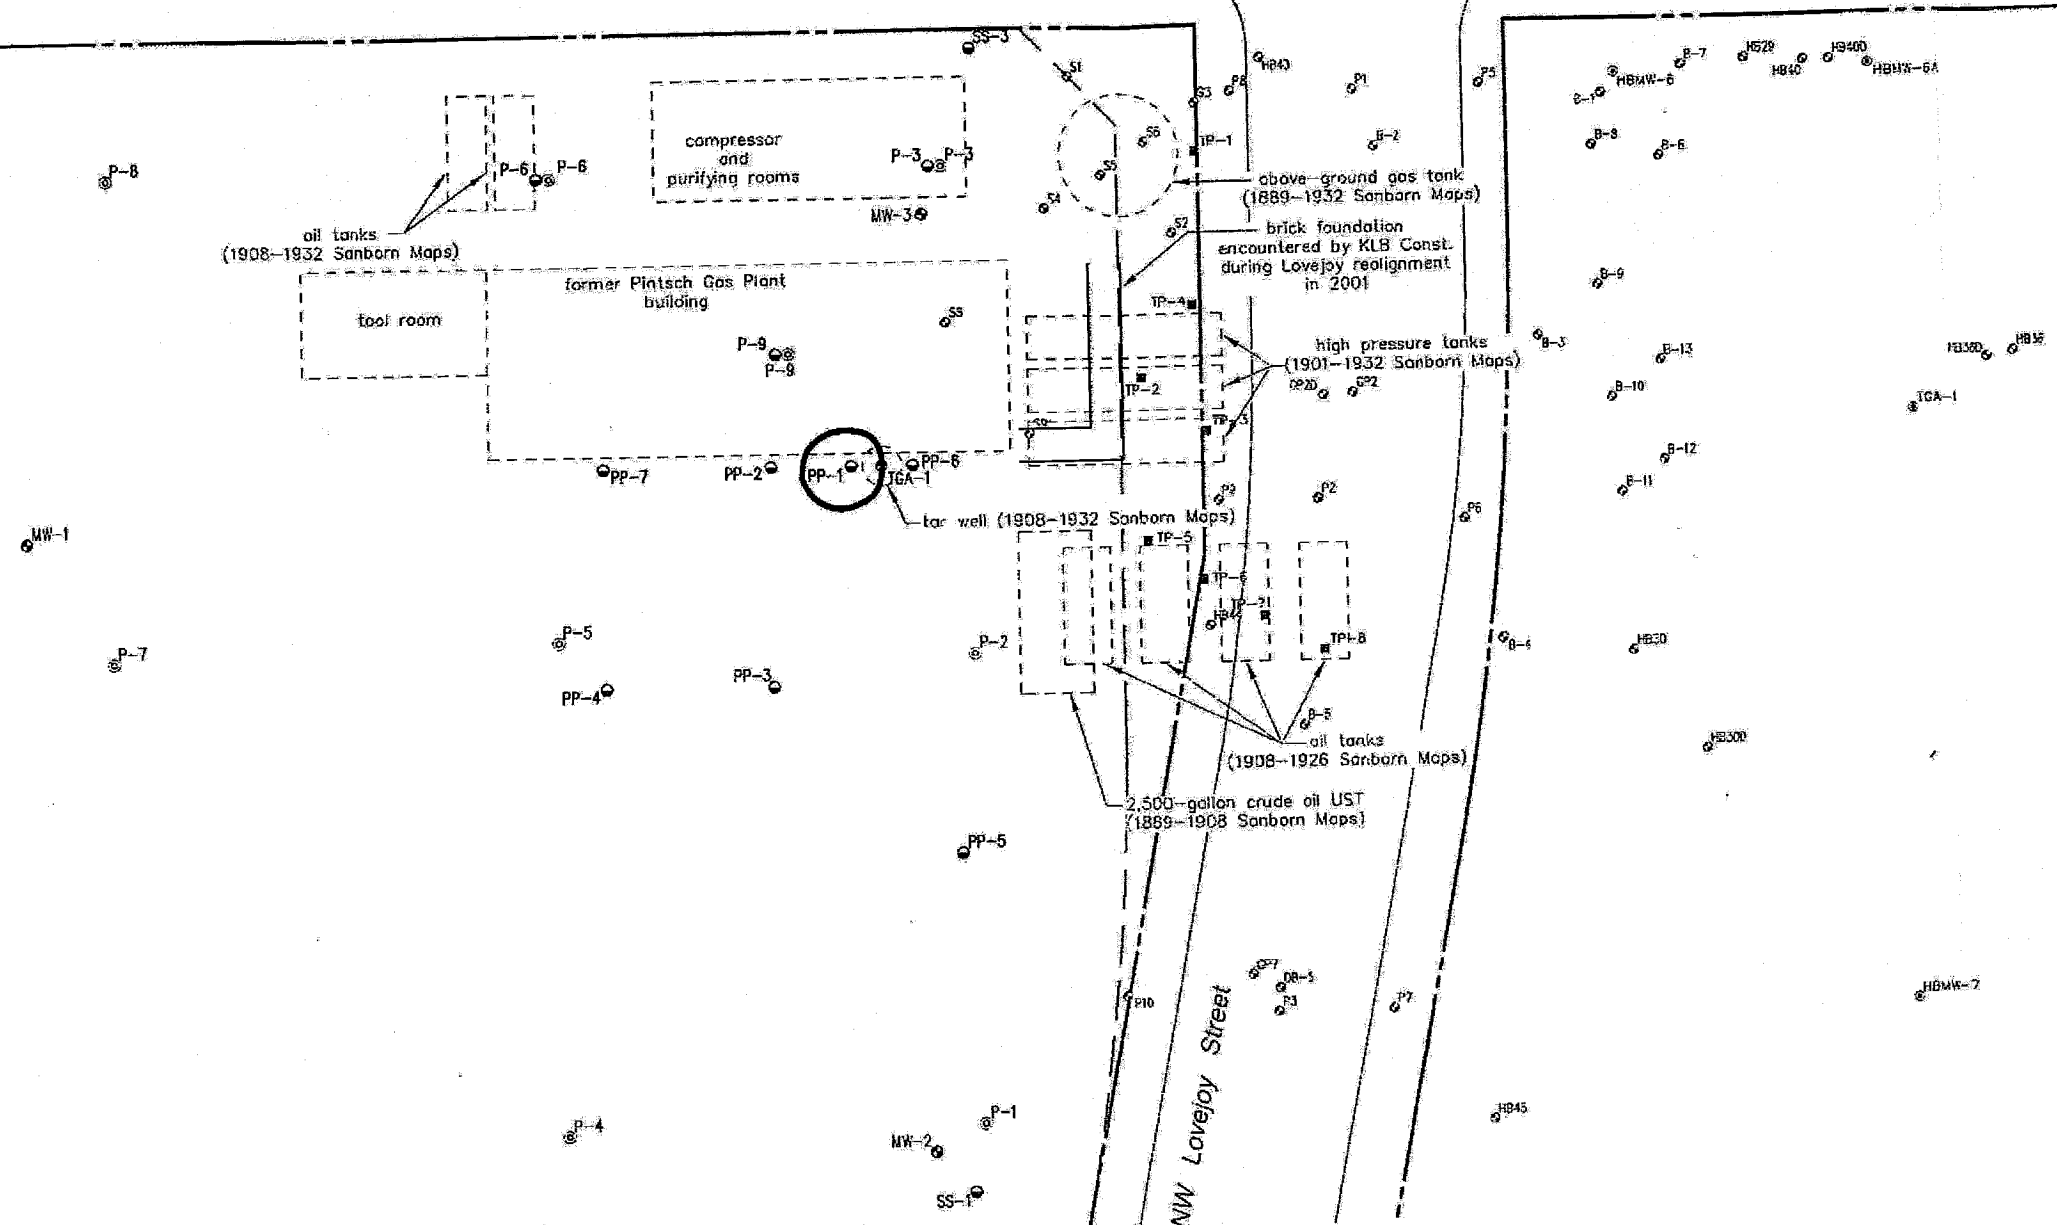 SS-3
S1
HB43
P8
S3
P1
P5
B-7
HB29
HB40
HB40D
HBMW-6A
HBMW-6
B-1
B-8
B-6
B-2
TP-1
S6
S5
S4
S2
compressor
and
purifying rooms
P-3
P-3
MW-3
P-8
P-6
P-6
oil tanks
(1908-1932 Sanborn Maps)
above-ground gas tank
(1889-1932 Sanborn Maps)
brick foundation
encountered by KLB Const.
during Lovejoy realignment
in 2001
former Pintsch Gas Plant
building
tool room
P-9
P-9
TP-4
B-9
high pressure tanks
(1901-1932 Sanborn Maps)
TP-2
B-3
B-13
B-10
GP2
TGA-1
B-12
B-11
PP-7
PP-2
PP-1
TGA-1
PP-6
tar well (1908-1932 Sanborn Maps)
P2
P6
MW-1
TP-5
TP-6
TP-8
P-7
P-5
PP-4
PP-3
P-2
B-4
HB30
B-5
HB30D
oil tanks
(1908-1926 Sanborn Maps)
2,500-gallon crude oil UST
(1889-1908 Sanborn Maps)
PP-5
P10
P3
P7
HBMW-7
NW Lovejoy Street
P-4
P-1
MW-2
SS-1
HB45